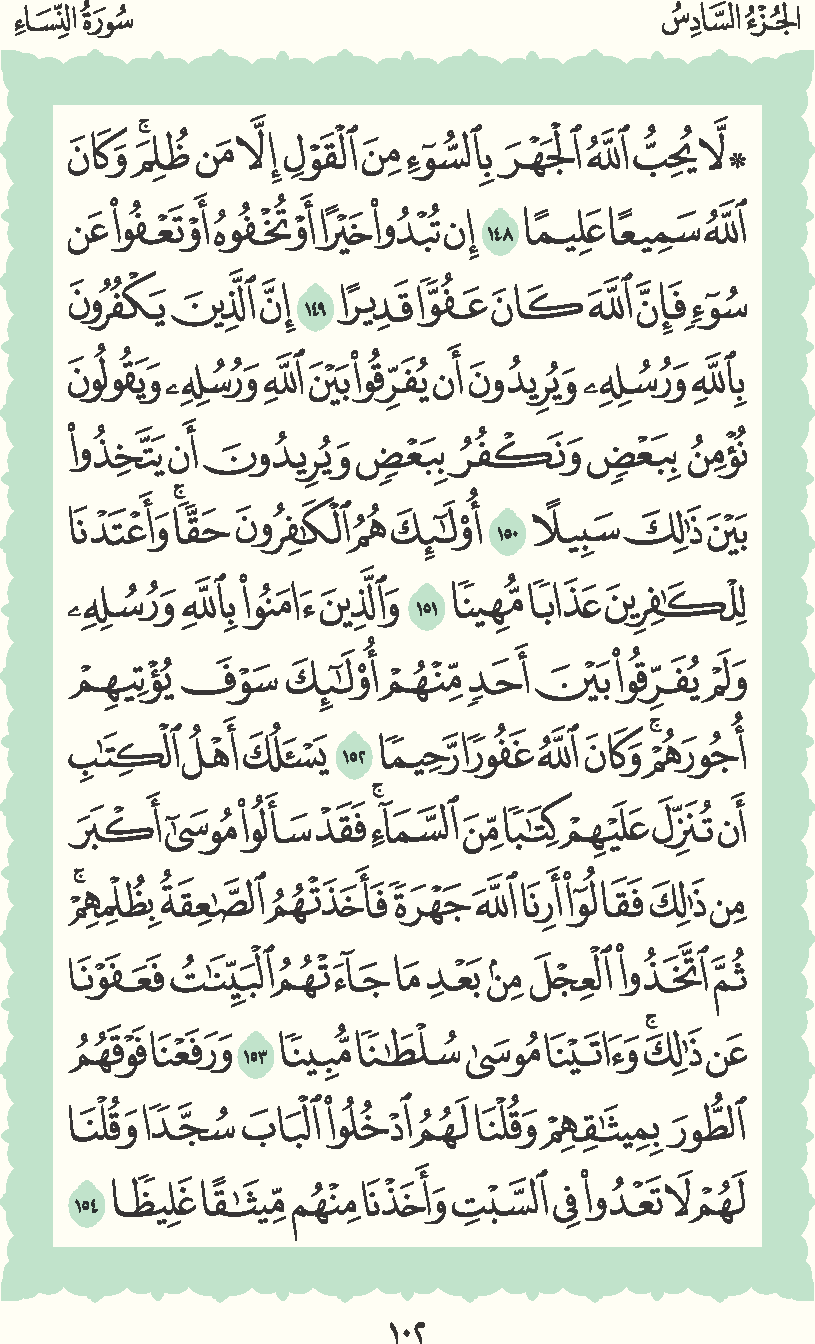 الجُزْءُ السَّادِسُ
سُورَةُ النِّسَاءِ
۞ لَّا يُحِبُّ ٱللَّهُ ٱلْجَهْرَ بِٱلسُّوٓءِ مِنَ ٱلْقَوْلِ إِلَّا مَن ظُلِمَۚ وَكَانَ
ٱللَّهُ سَمِيعًا عَلِيمًا ١٤٨ إِن تُبْدُواْ خَيْرًا أَوْ تُخْفُوهُ أَوْ تَعْفُواْ عَن
سُوٓءٍ فَإِنَّ ٱللَّهَ كَانَ عَفُوًّا قَدِيرًا ١٤٩ إِنَّ ٱلَّذِينَ يَكْفُرُونَ
بِٱللَّهِ وَرُسُلِهِۦ وَيُرِيدُونَ أَن يُفَرِّقُواْ بَيْنَ ٱللَّهِ وَرُسُلِهِۦ وَيَقُولُونَ
نُؤْمِنُ بِبَعْضٍ وَنَكْفُرُ بِبَعْضٍ وَيُرِيدُونَ أَن يَتَّخِذُواْ
بَيْنَ ذَٰلِكَ سَبِيلًا ١٥٠ أُوْلَٰٓئِكَ هُمُ ٱلْكَٰفِرُونَ حَقًّاۚ وَأَعْتَدْنَا
لِلْكَٰفِرِينَ عَذَابًا مُّهِينًا ١٥١ وَٱلَّذِينَ ءَامَنُواْ بِٱللَّهِ وَرُسُلِهِۦ
وَلَمْ يُفَرِّقُواْ بَيْنَ أَحَدٍ مِّنْهُمْ أُوْلَٰٓئِكَ سَوْفَ يُؤْتِيهِمْ
أُجُورَهُمْۚ وَكَانَ ٱللَّهُ غَفُورًا رَّحِيمًا ١٥٢ يَسْـَٔلُكَ أَهْلُ ٱلْكِتَٰبِ
أَن تُنَزِّلَ عَلَيْهِمْ كِتَٰبًا مِّنَ ٱلسَّمَآءِۚ فَقَدْ سَأَلُواْ مُوسَىٰٓ أَكْبَرَ
مِن ذَٰلِكَ فَقَالُوٓاْ أَرِنَا ٱللَّهَ جَهْرَةً فَأَخَذَتْهُمُ ٱلصَّٰعِقَةُ بِظُلْمِهِمْۚ
ثُمَّ ٱتَّخَذُواْ ٱلْعِجْلَ مِنۢ بَعْدِ مَا جَآءَتْهُمُ ٱلْبَيِّنَٰتُ فَعَفَوْنَا
عَن ذَٰلِكَۚ وَءَاتَيْنَا مُوسَىٰ سُلْطَٰنًا مُّبِينًا ١٥٣ وَرَفَعْنَا فَوْقَهُمُ
ٱلطُّورَ بِمِيثَٰقِهِمْ وَقُلْنَا لَهُمُ ٱدْخُلُواْ ٱلْبَابَ سُجَّدًا وَقُلْنَا
لَهُمْ لَا تَعْدُواْ فِى ٱلسَّبْتِ وَأَخَذْنَا مِنْهُم مِّيثَٰقًا غَلِيظًا ١٥٤
١٠٢